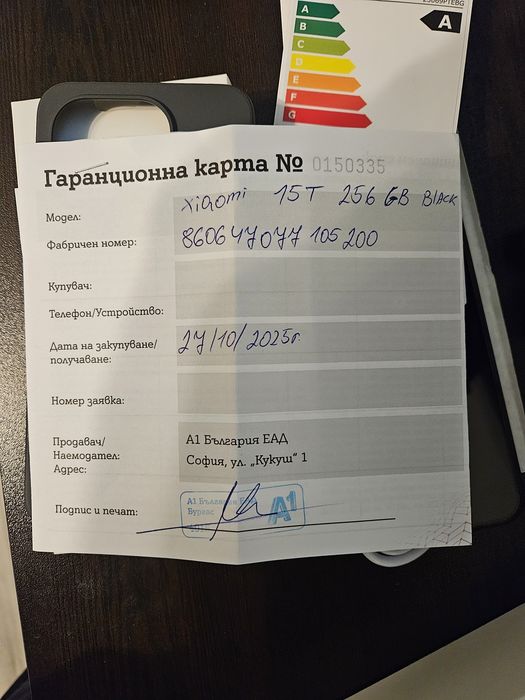 25069PTEBG
A
B
C
D
E
F
G
A
Гаранционна карта № 0150335
Модел: Xiaomi 15T 256 GB Black
Фабричен номер: 860647077105200
Купувач:
Телефон/Устройство:
Дата на закупуване/
получаване: 27/10/2025г.
Номер заявка:
Продавач/
Наемодател: А1 България ЕАД
Адрес: София, ул. „Кукуш" 1
Подпис и печат:
А1 България
Бургас
A1